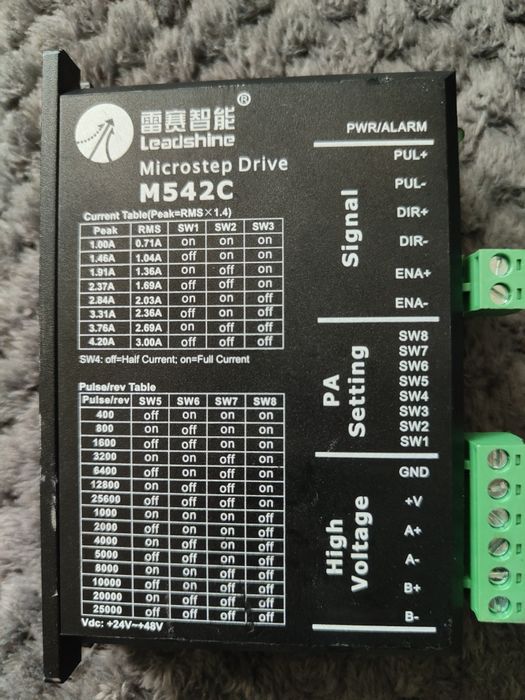 雷赛智能®
Leadshine
Microstep Drive
M542C
Current Table(Peak=RMS×1.4)
Peak RMS SW1 SW2 SW3
1.00A 0.71A on on on
1.46A 1.04A off on on
1.91A 1.36A on off on
2.37A 1.69A off off on
2.84A 2.03A on on off
3.31A 2.36A off on off
3.76A 2.69A on off off
4.20A 3.00A off off off
SW4: off=Half Current; on=Full Current
Pulse/rev Table
Pulse/rev SW5 SW6 SW7 SW8
400 off on on on
800 on off on on
1600 off off on on
3200 on on off on
6400 off on off on
12800 on off off on
25600 off off off on
1000 on on on off
2000 off on on off
4000 on off on off
5000 off off on off
8000 on on off off
10000 off on off off
20000 on off off off
25000 off off off off
Vdc: +24V~+48V
PWR/ALARM
Signal
PUL+
PUL-
DIR+
DIR-
ENA+
ENA-
PA
Setting
SW8
SW7
SW6
SW5
SW4
SW3
SW2
SW1
High
Voltage
GND
+V
A+
A-
B+
B-